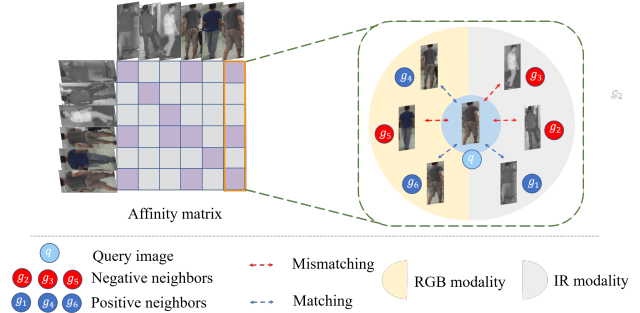 g4
g3
g5
g2
g6
g1
q
g2
Affinity matrix
q
Query image
g2 g3 g5
Negative neighbors
g1 g4 g6
Positive neighbors
Mismatching
Matching
RGB modality
IR modality